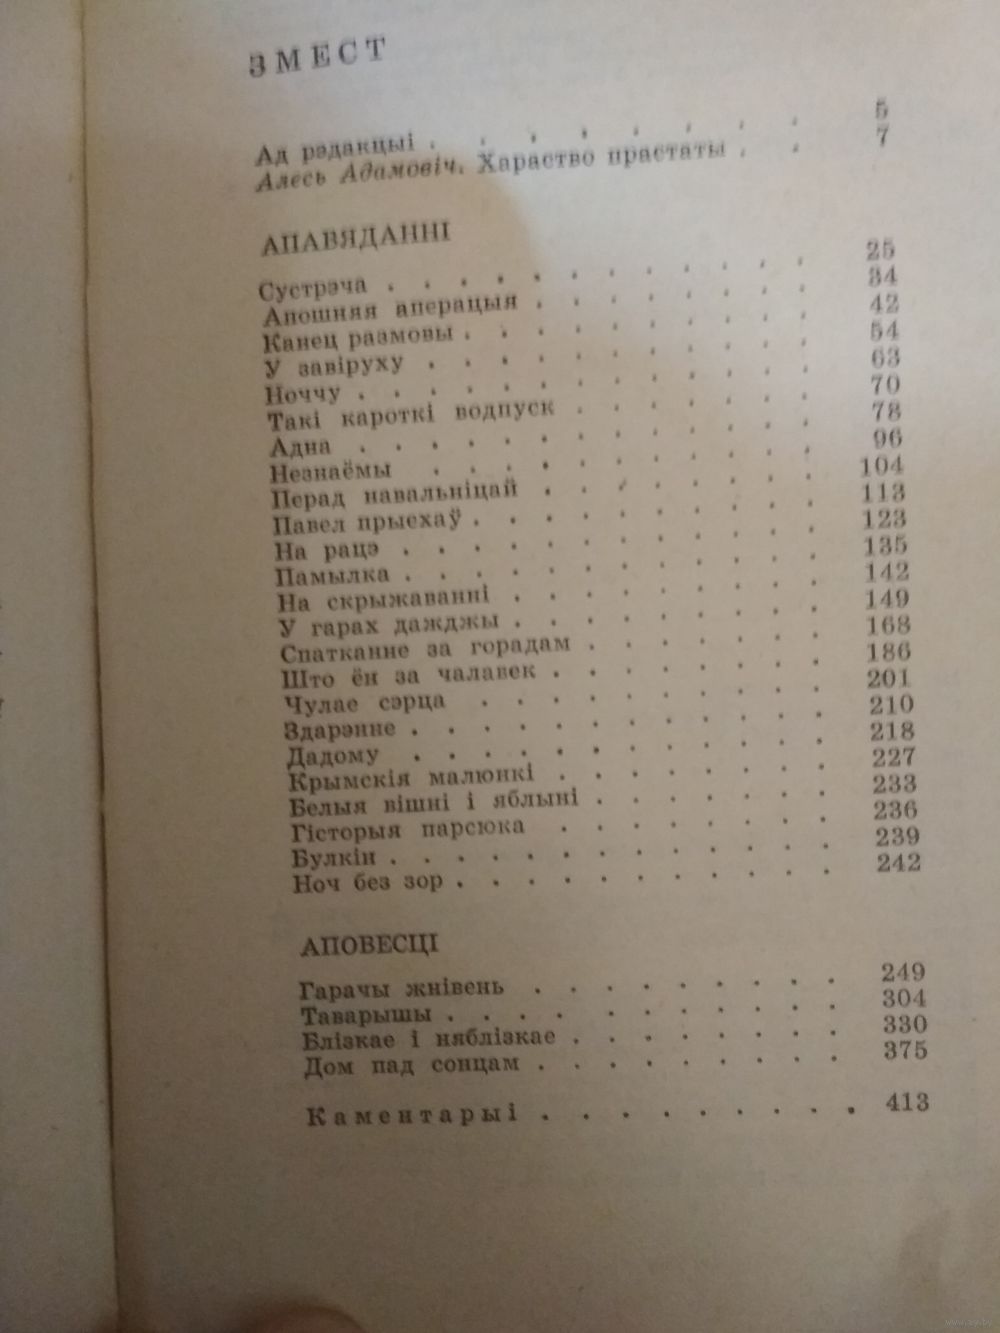 ЗМЕСТ
Ад рэдакцыі . . . . . . . . 5
Алесь Адамовіч. Хараство прастаты . . 7
АПАВЯДАННІ
Сустрэча . . . . . . . . . . . . 25
Апошняя аперацыя . . . . . . . . 34
Канец размовы . . . . . . . . . . 42
У завіруху . . . . . . . . . . . 54
Ноччу . . . . . . . . . . . . . 63
Такі кароткі водпуск . . . . . . . 70
Адна . . . . . . . . . . . . . 78
Незнаёмы . . . . . . . . . . . 96
Перад навальніцай . . . . . . . . 104
Павел прыехаў . . . . . . . . . . 113
На рацэ . . . . . . . . . . . . 123
Памылка . . . . . . . . . . . . 135
На скрыжаванні . . . . . . . . . 142
У гарах дажджы . . . . . . . . . 149
Спатканне за горадам . . . . . . . 168
Што ён за чалавек . . . . . . . . 186
Чулае сэрца . . . . . . . . . . 201
Здарэнне . . . . . . . . . . . . 210
Дадому . . . . . . . . . . . . 218
Крымскія малюнкі . . . . . . . . 227
Белыя вішні і яблыні . . . . . . . 233
Гісторыя парсюка . . . . . . . . 236
Булкін . . . . . . . . . . . . . 239
Ноч без зор . . . . . . . . . . . 242
АПОВЕСЦІ
Гарачы жнівень . . . . . . . . . 249
Таварышы . . . . . . . . . . . 304
Блізкае і няблізкае . . . . . . . . 330
Дом пад сонцам . . . . . . . . . 375
Каментарыі . . . . . . . . . 413
www.ay.by